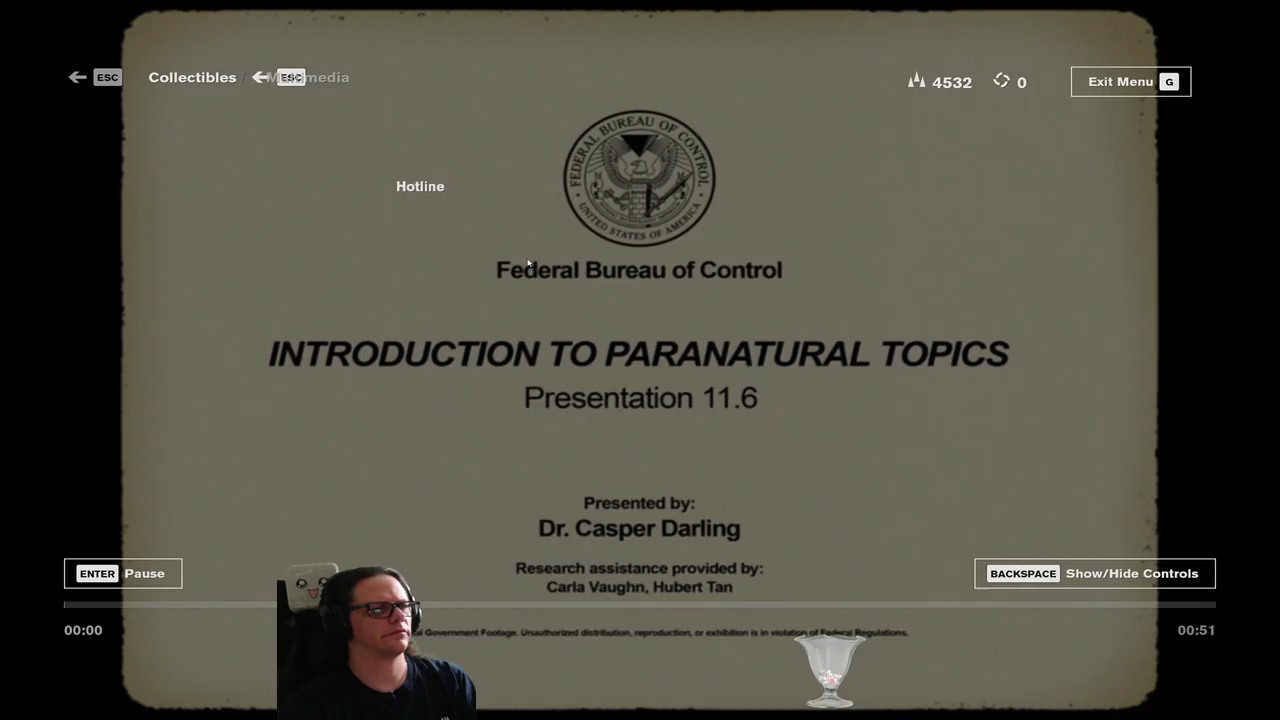 ESC
Collectibles / Multimedia
ESC
4532
0
Exit Menu G
Hotline
FEDERAL BUREAU OF CONTROL
UNITED STATES OF AMERICA
Federal Bureau of Control
INTRODUCTION TO PARANATURAL TOPICS
Presentation 11.6
Presented by:
Dr. Casper Darling
Research assistance provided by:
Carla Vaughn, Hubert Tan
Government Footage. Unauthorized distribution, reproduction, or exhibition is in violation of Federal Regulations.
ENTER Pause
BACKSPACE Show/Hide Controls
00:00
00:51